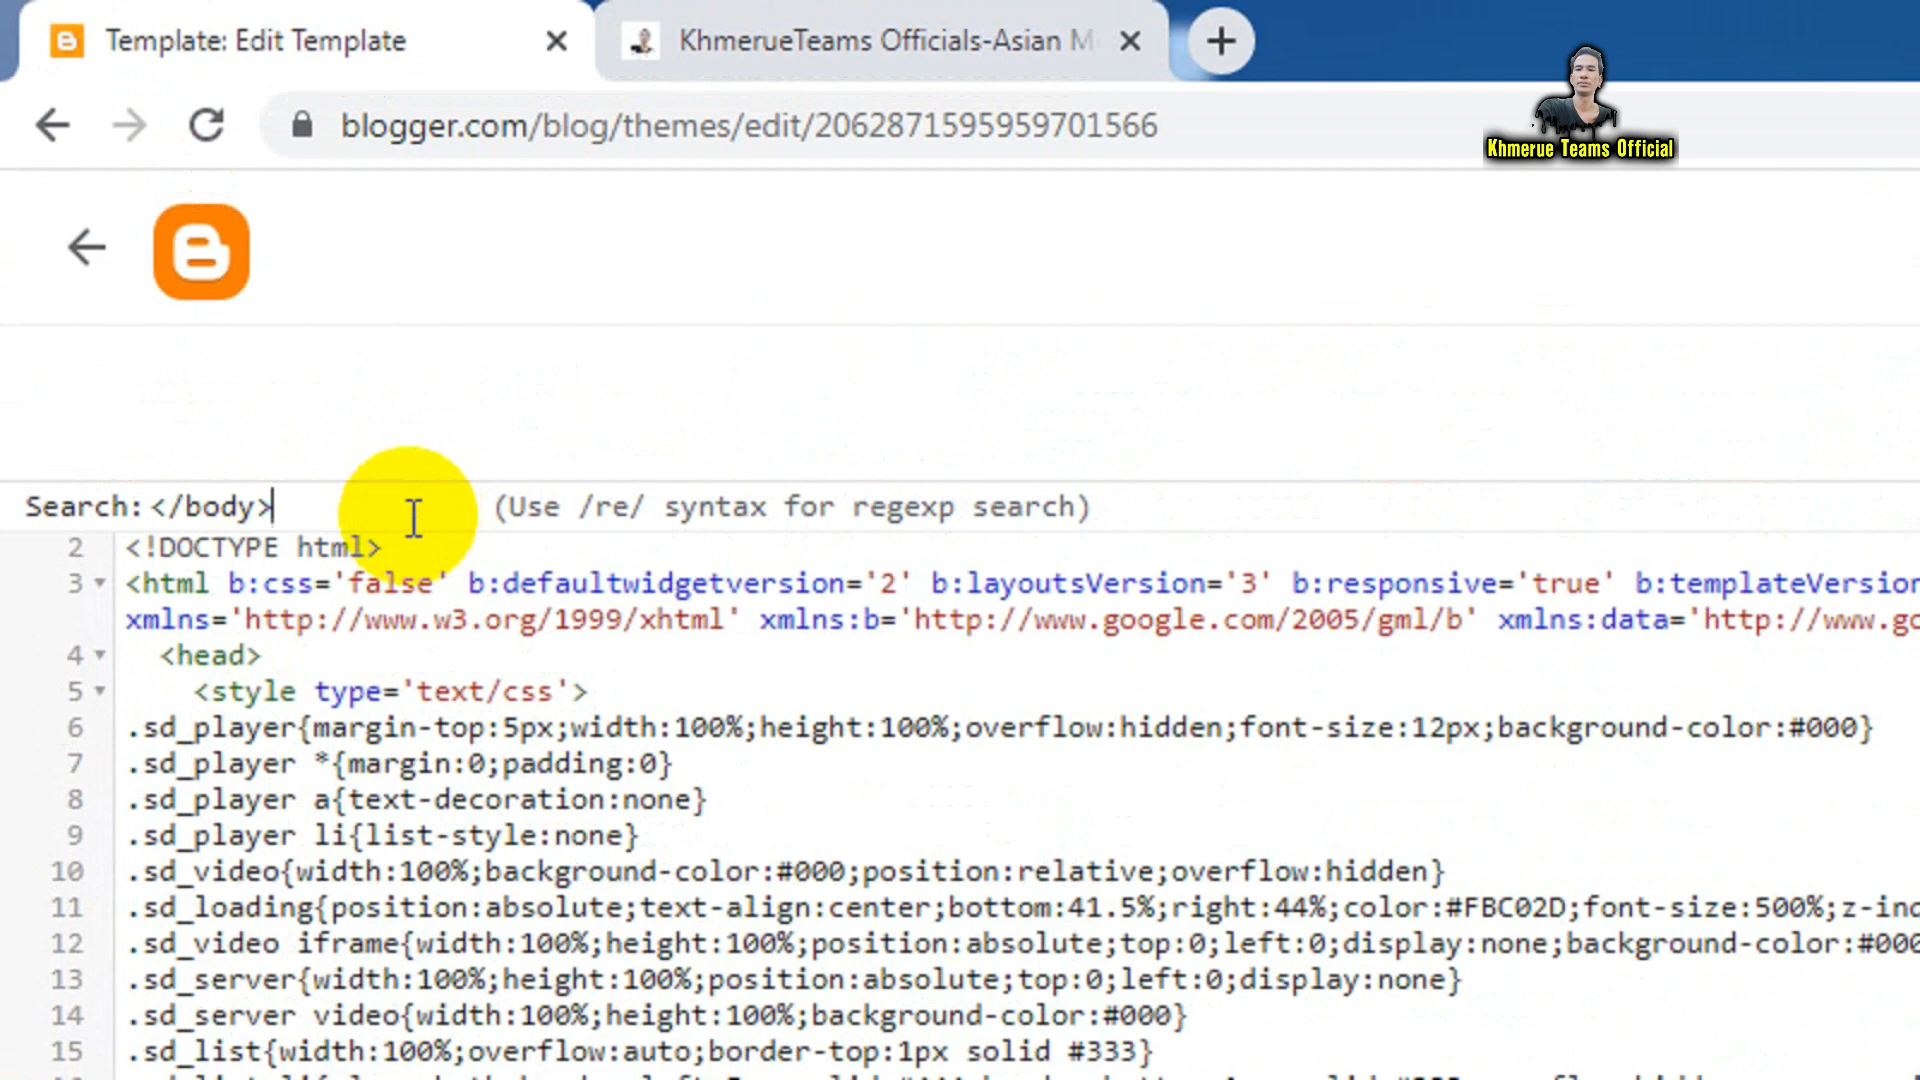 Template: Edit Template
KhmerueTeams Officials-Asian M
blogger.com/blog/themes/edit/2062871595959701566
Khmerue Teams Official
Search: </body> (Use /re/ syntax for regexp search)
2 <!DOCTYPE html>
3 <html b:css='false' b:defaultwidgetversion='2' b:layoutsVersion='3' b:responsive='true' b:templateVersion
xmlns='http://www.w3.org/1999/xhtml' xmlns:b='http://www.google.com/2005/gml/b' xmlns:data='http://www.go
4 <head>
5 <style type='text/css'>
6 .sd_player{margin-top:5px;width:100%;height:100%;overflow:hidden;font-size:12px;background-color:#000}
7 .sd_player *{margin:0;padding:0}
8 .sd_player a{text-decoration:none}
9 .sd_player li{list-style:none}
10 .sd_video{width:100%;background-color:#000;position:relative;overflow:hidden}
11 .sd_loading{position:absolute;text-align:center;bottom:41.5%;right:44%;color:#FBC02D;font-size:500%;z-ind
12 .sd_video iframe{width:100%;height:100%;position:absolute;top:0;left:0;display:none;background-color:#000
13 .sd_server{width:100%;height:100%;position:absolute;top:0;left:0;display:none}
14 .sd_server video{width:100%;height:100%;background-color:#000}
15 .sd_list{width:100%;overflow:auto;border-top:1px solid #333}